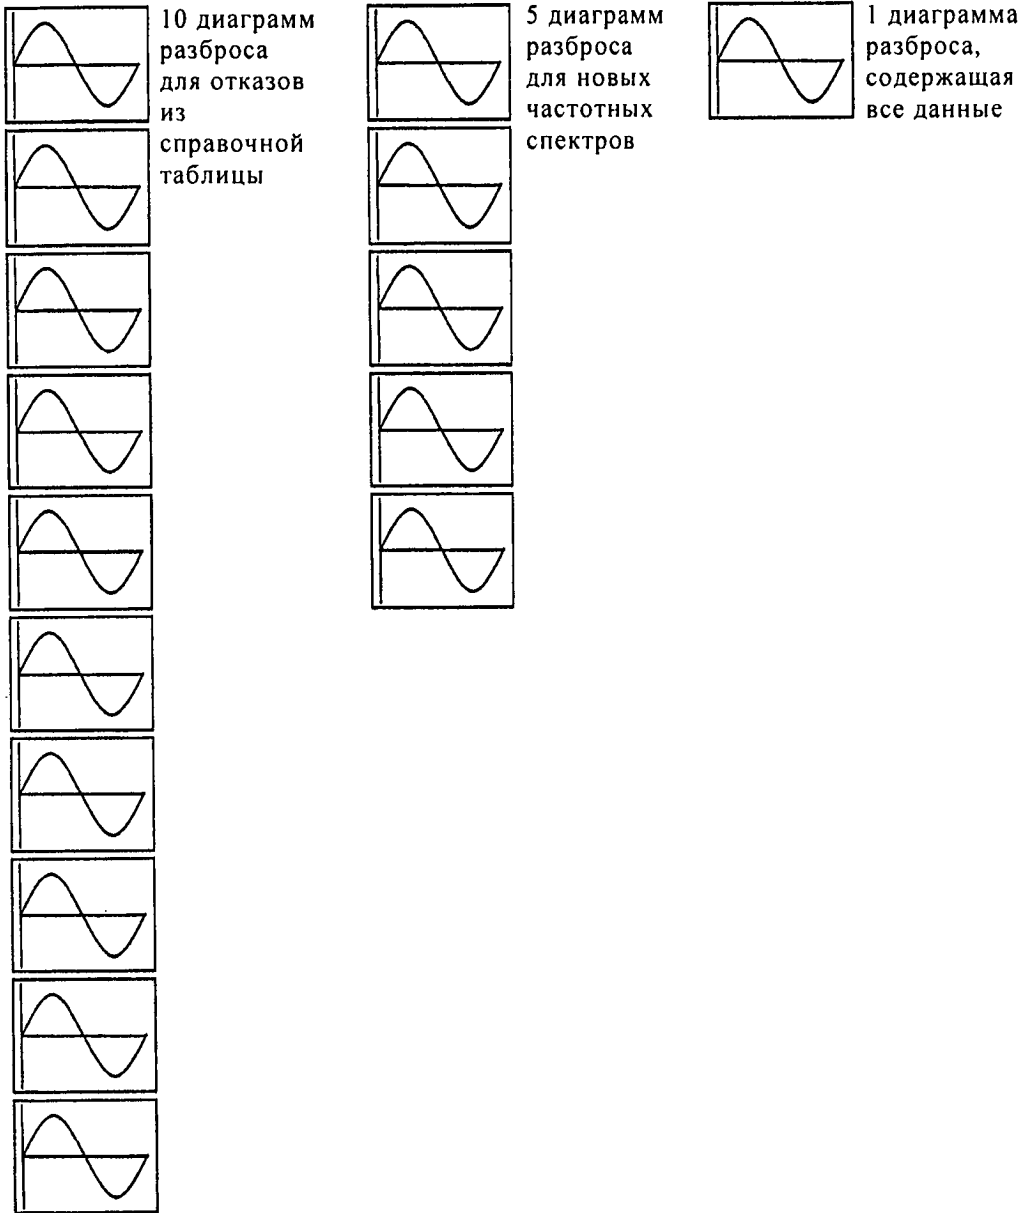 10 диаграмм
разброса
для отказов
из
справочной
таблицы
5 диаграмм
разброса
для новых
частотных
спектров
1 диаграмма
разброса,
содержащая
все данные